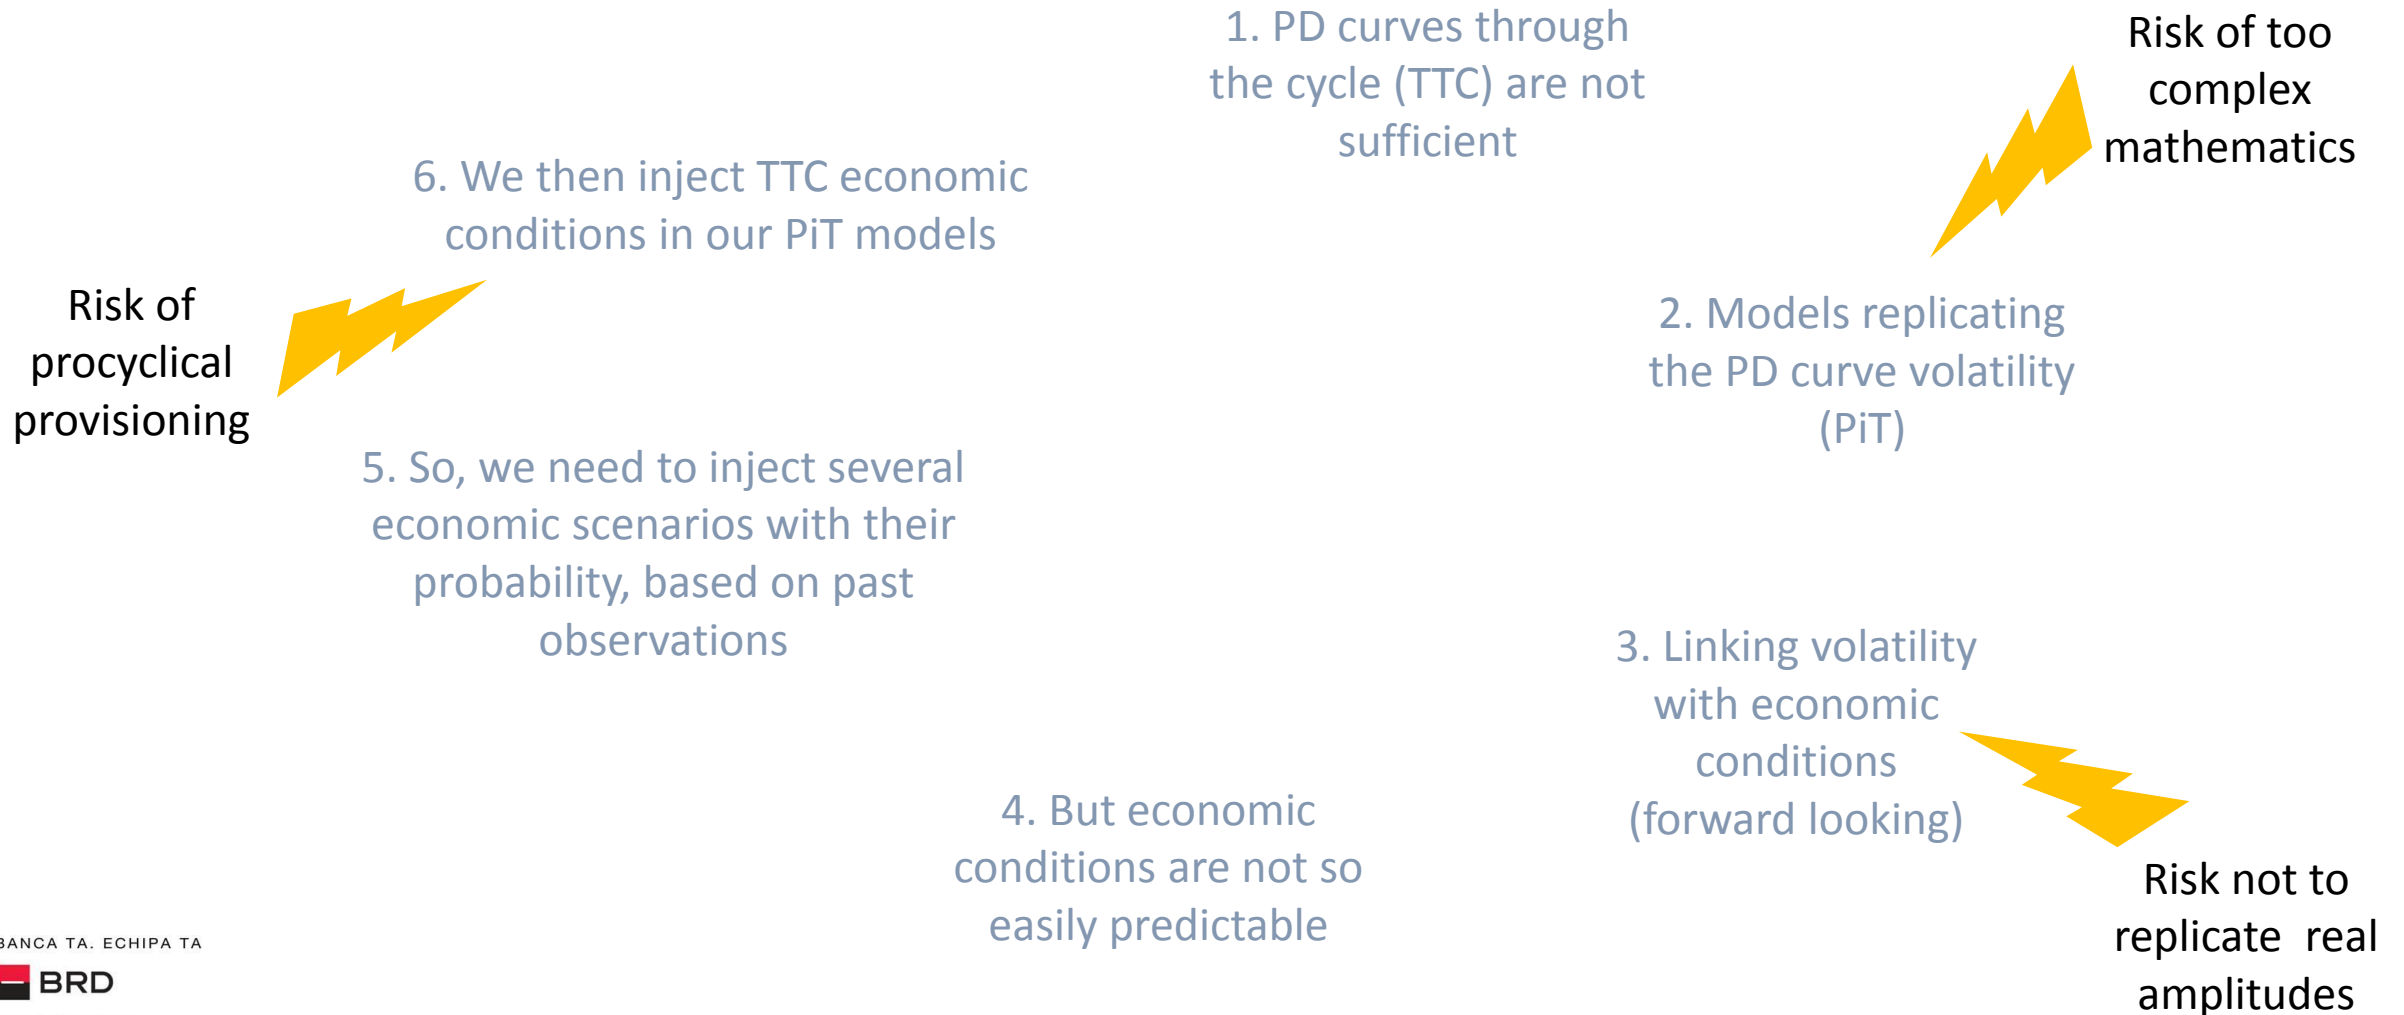 1. PD curves through
the cycle (TTC) are not
sufficient
Risk of too
complex
mathematics
6. We then inject TTC economic
conditions in our PiT models
Risk of
procyclical
provisioning
2. Models replicating
the PD curve volatility
(PiT)
5. So, we need to inject several
economic scenarios with their
probability, based on past
observations
3. Linking volatility
with economic
conditions
(forward looking)
4. But economic
conditions are not so
easily predictable
Risk not to
replicate  real
amplitudes
BANCA TA. ECHIPA TA
BRD